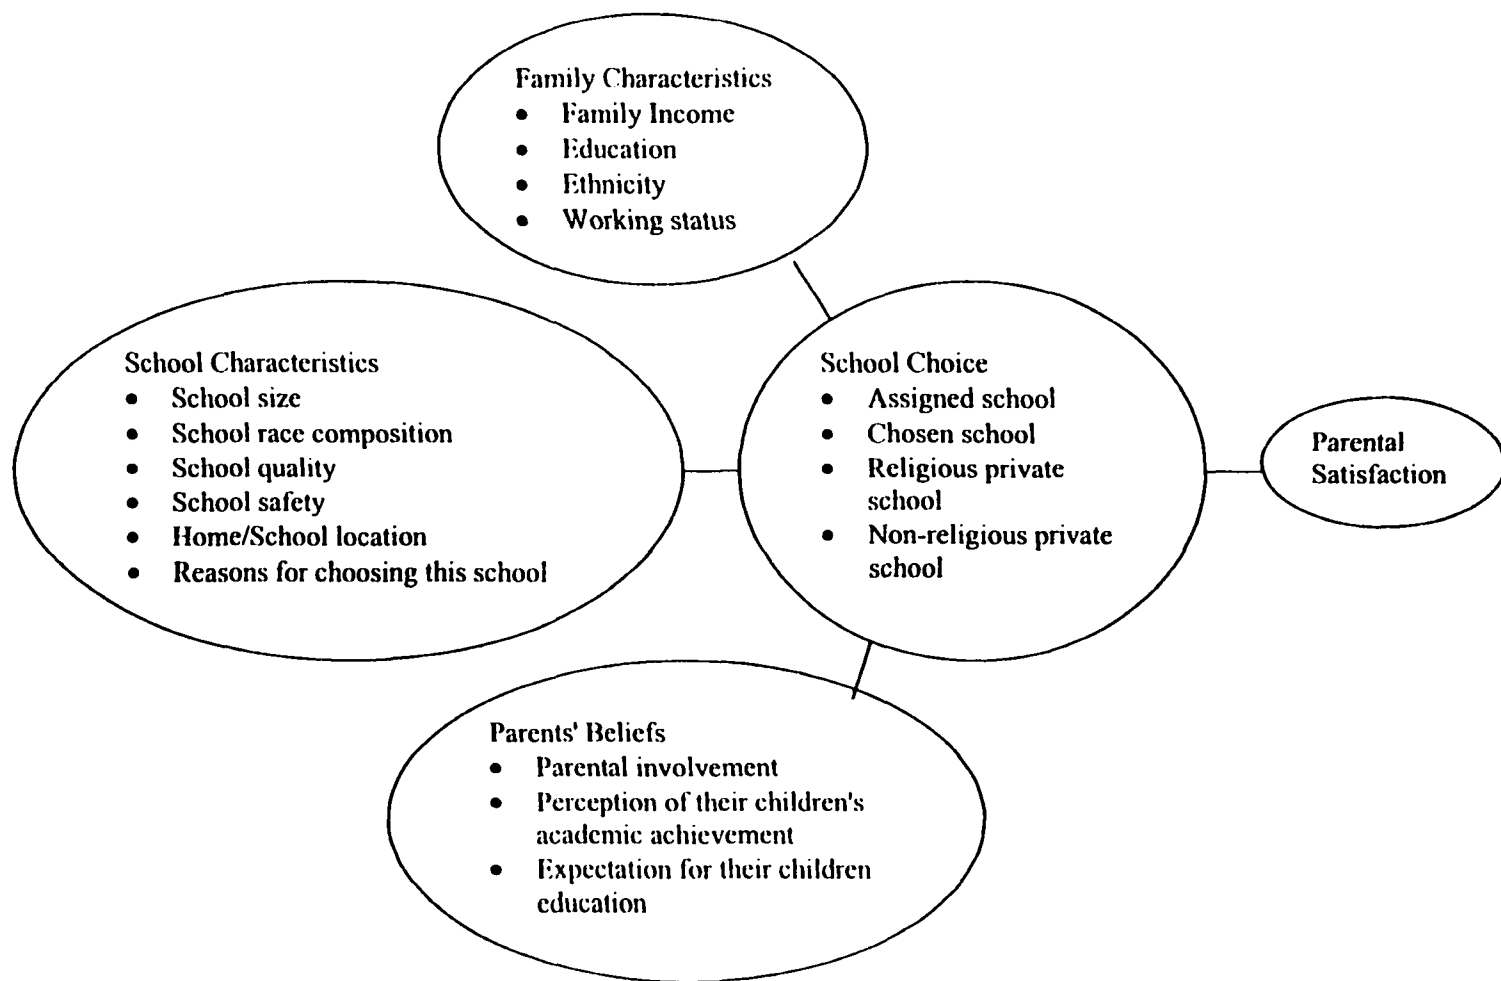 Family Characteristics
• Family Income
• Education
• Ethnicity
• Working status
School Characteristics
• School size
• School race composition
• School quality
• School safety
• Home/School location
• Reasons for choosing this school
School Choice
• Assigned school
• Chosen school
• Religious private
school
• Non-religious private
school
Parental
Satisfaction
Parents' Beliefs
• Parental involvement
• Perception of their children's
academic achievement
• Expectation for their children
education